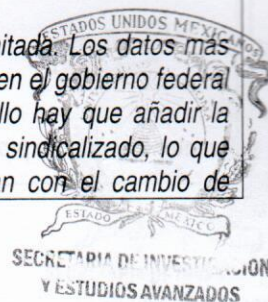 ESTADOS UNIDOS MEXICANOS
itada. Los datos más
en el gobierno federal
llo hay que añadir la
sindicalizado, lo que
an con el cambio de
ESTADO MÉXICO
SECRETARIA DE INVESTIGACION
Y ESTUDIOS AVANZADOS